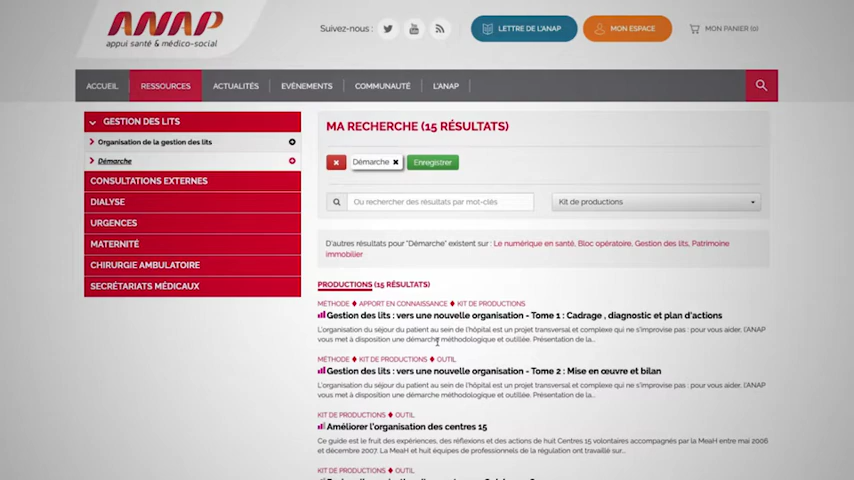 ANAP
appui santé & médico-social
Suivez-nous :
LETTRE DE L'ANAP
MON ESPACE
MON PANIER (0)
ACCUEIL
RESSOURCES
ACTUALITÉS
EVÈNEMENTS
COMMUNAUTÉ
L'ANAP
GESTION DES LITS
Organisation de la gestion des lits
Démarche
CONSULTATIONS EXTERNES
DIALYSE
URGENCES
MATERNITÉ
CHIRURGIE AMBULATOIRE
SECRÉTARIATS MÉDICAUX
MA RECHERCHE (15 RÉSULTATS)
Démarche
Enregistrer
Ou rechercher des résultats par mot-clés
Kit de productions
D'autres résultats pour "Démarche" existent sur : Le numérique en santé, Bloc opératoire, Gestion des lits, Patrimoine
immobilier
PRODUCTIONS (15 RÉSULTATS)
MÉTHODE ♦ APPORT EN CONNAISSANCE ♦ KIT DE PRODUCTIONS
Gestion des lits : vers une nouvelle organisation - Tome 1 : Cadrage , diagnostic et plan d'actions
L'organisation du séjour du patient au sein de l'hôpital est un projet transversal et complexe qui ne s'improvise pas : pour vous aider, l'ANAP
vous met à disposition une démarche méthodologique et outillée. Présentation de la...
MÉTHODE ♦ KIT DE PRODUCTIONS ♦ OUTIL
Gestion des lits : vers une nouvelle organisation - Tome 2 : Mise en œuvre et bilan
L'organisation du séjour du patient au sein de l'hôpital est un projet transversal et complexe qui ne s'improvise pas : pour vous aider, l'ANAP
vous met à disposition une démarche méthodologique et outillée. Présentation de la...
KIT DE PRODUCTIONS ♦ OUTIL
Améliorer l'organisation des centres 15
Ce guide est le fruit des expériences, des réflexions et des actions de huit Centres 15 volontaires accompagnés par la MeaH entre mai 2006
et décembre 2007. La MeaH et huit équipes de professionnels de la régulation ont travaillé sur...
KIT DE PRODUCTIONS ♦ OUTIL